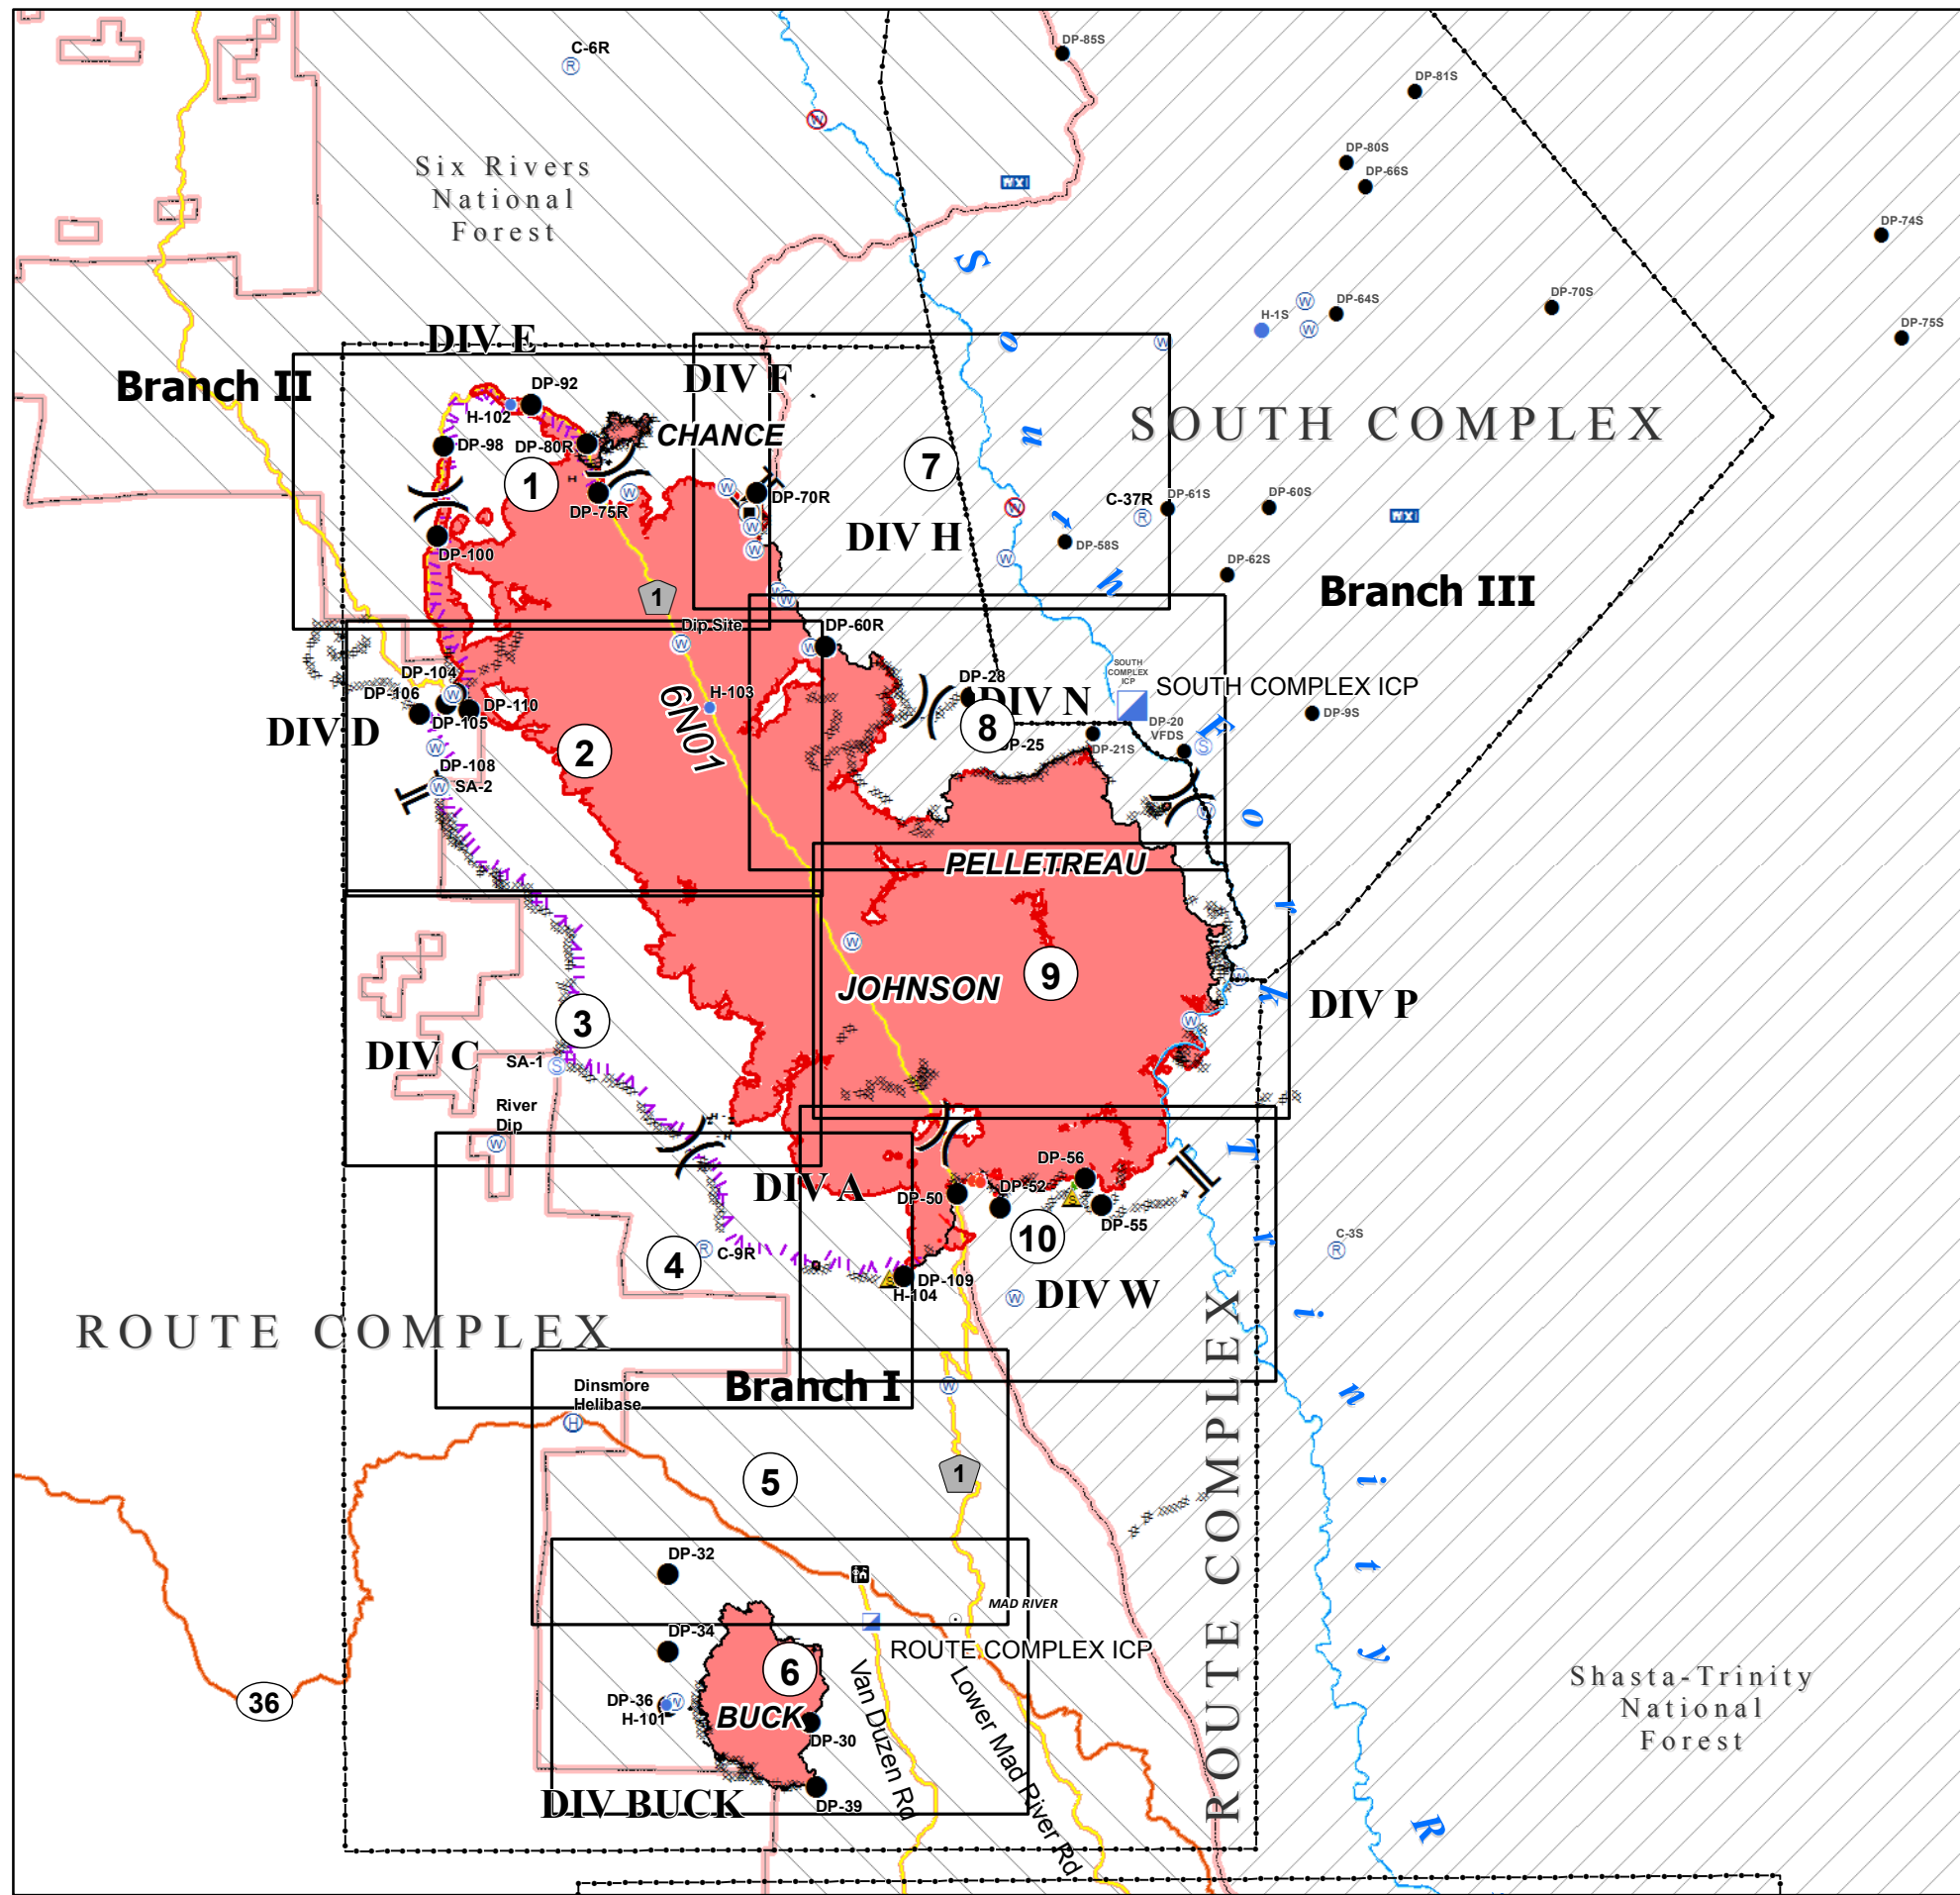 C-6R
DP-85S
DP-81S
DP-80S
DP-66S
Six Rivers
National
Forest
DP-74S
DP-64S
DP-70S
H-1S
DP-75S
DIV E
Branch II
DIV F
DP-92
H-102
CHANCE
SOUTH COMPLEX
DP-98
DP-80R
1
7
DP-70R
DP-75R
C-37R
DP-61S
DP-60S
DIV H
DP-58S
DP-100
DP-62S
Branch III
1
Dip Site
DP-60R
DP-104
DP-106
DP-110
DP-105
H-103
6N01
DP-28
DIV N
SOUTH
COMPLEX
ICP
SOUTH COMPLEX ICP
DP-9S
DIV D
2
8
DP-25
DP-21S
DP-20
VFDS
DP-108
SA-2
PELLETREAU
JOHNSON
9
DIV P
3
DIV C
SA-1
River
Dip
DIV A
DP-50
DP-52
DP-56
DP-55
10
C-3S
4
C-9R
DP-109
H-104
DIV W
ROUTE COMPLEX
Branch I
Dinsmore
Helibase
5
1
DP-32
MAD RIVER
DP-34
ROUTE COMPLEX ICP
6
DP-36
H-101
BUCK
DP-30
36
DP-39
DIV BUCK
Van Duzen Rd
Lower Mad River Rd
ROUTE COMPLEX
South Fork Trinity R
Shasta-Trinity
National
Forest